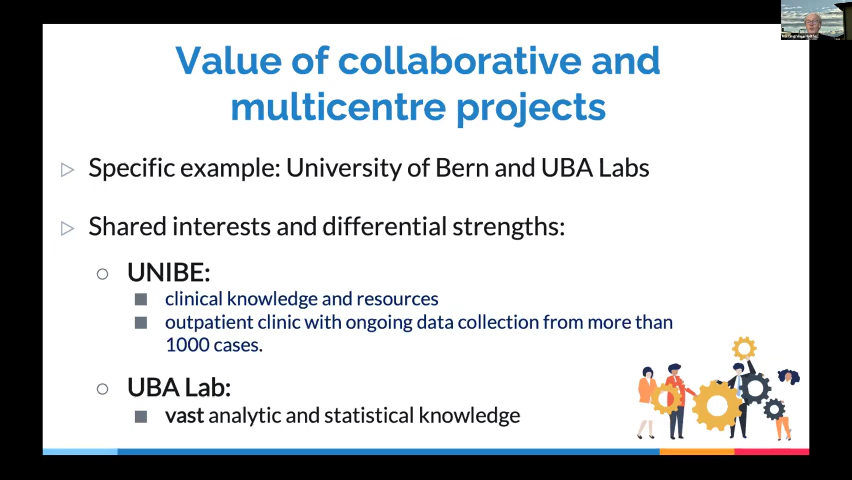 Value of collaborative and
multicentre projects
Specific example: University of Bern and UBA Labs
Shared interests and differential strengths:
UNIBE:
clinical knowledge and resources
outpatient clinic with ongoing data collection from more than
1000 cases.
UBA Lab:
vast analytic and statistical knowledge